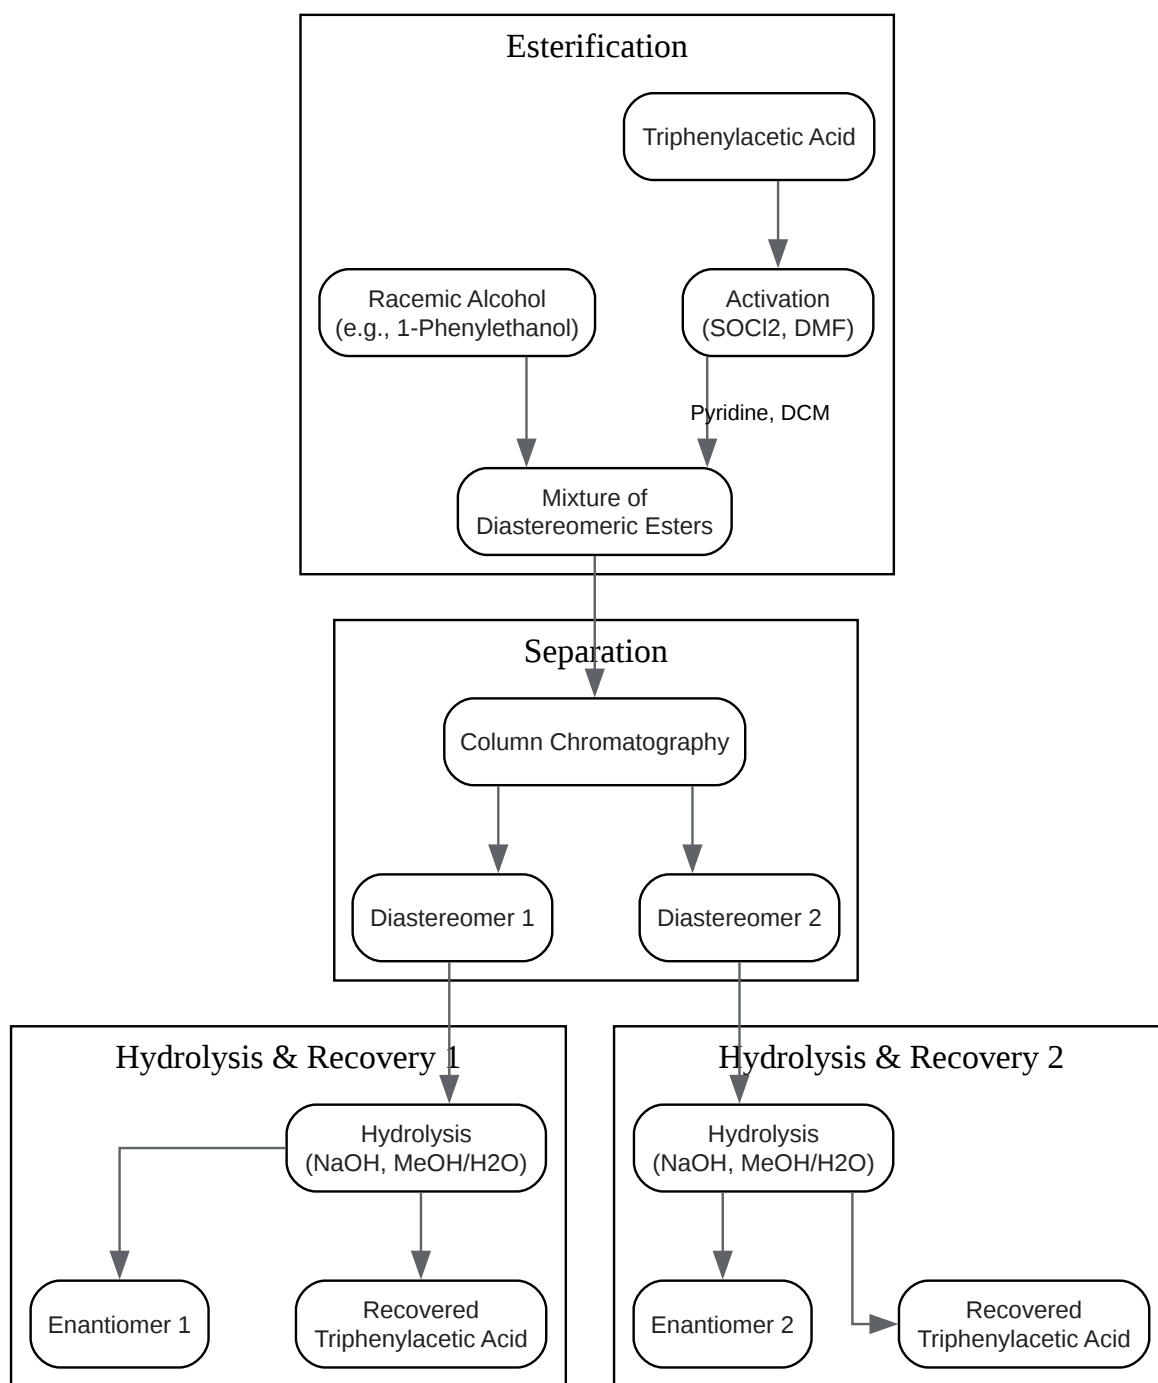 Esterification
Triphenylacetic Acid
Racemic Alcohol
(e.g., 1-Phenylethanol)
Activation
(SOCl2, DMF)
Pyridine, DCM
Mixture of
Diastereomeric Esters
Separation
Column Chromatography
Diastereomer 1
Diastereomer 2
Hydrolysis & Recovery 1
Hydrolysis
(NaOH, MeOH/H2O)
Enantiomer 1
Recovered
Triphenylacetic Acid
Hydrolysis & Recovery 2
Hydrolysis
(NaOH, MeOH/H2O)
Enantiomer 2
Recovered
Triphenylacetic Acid